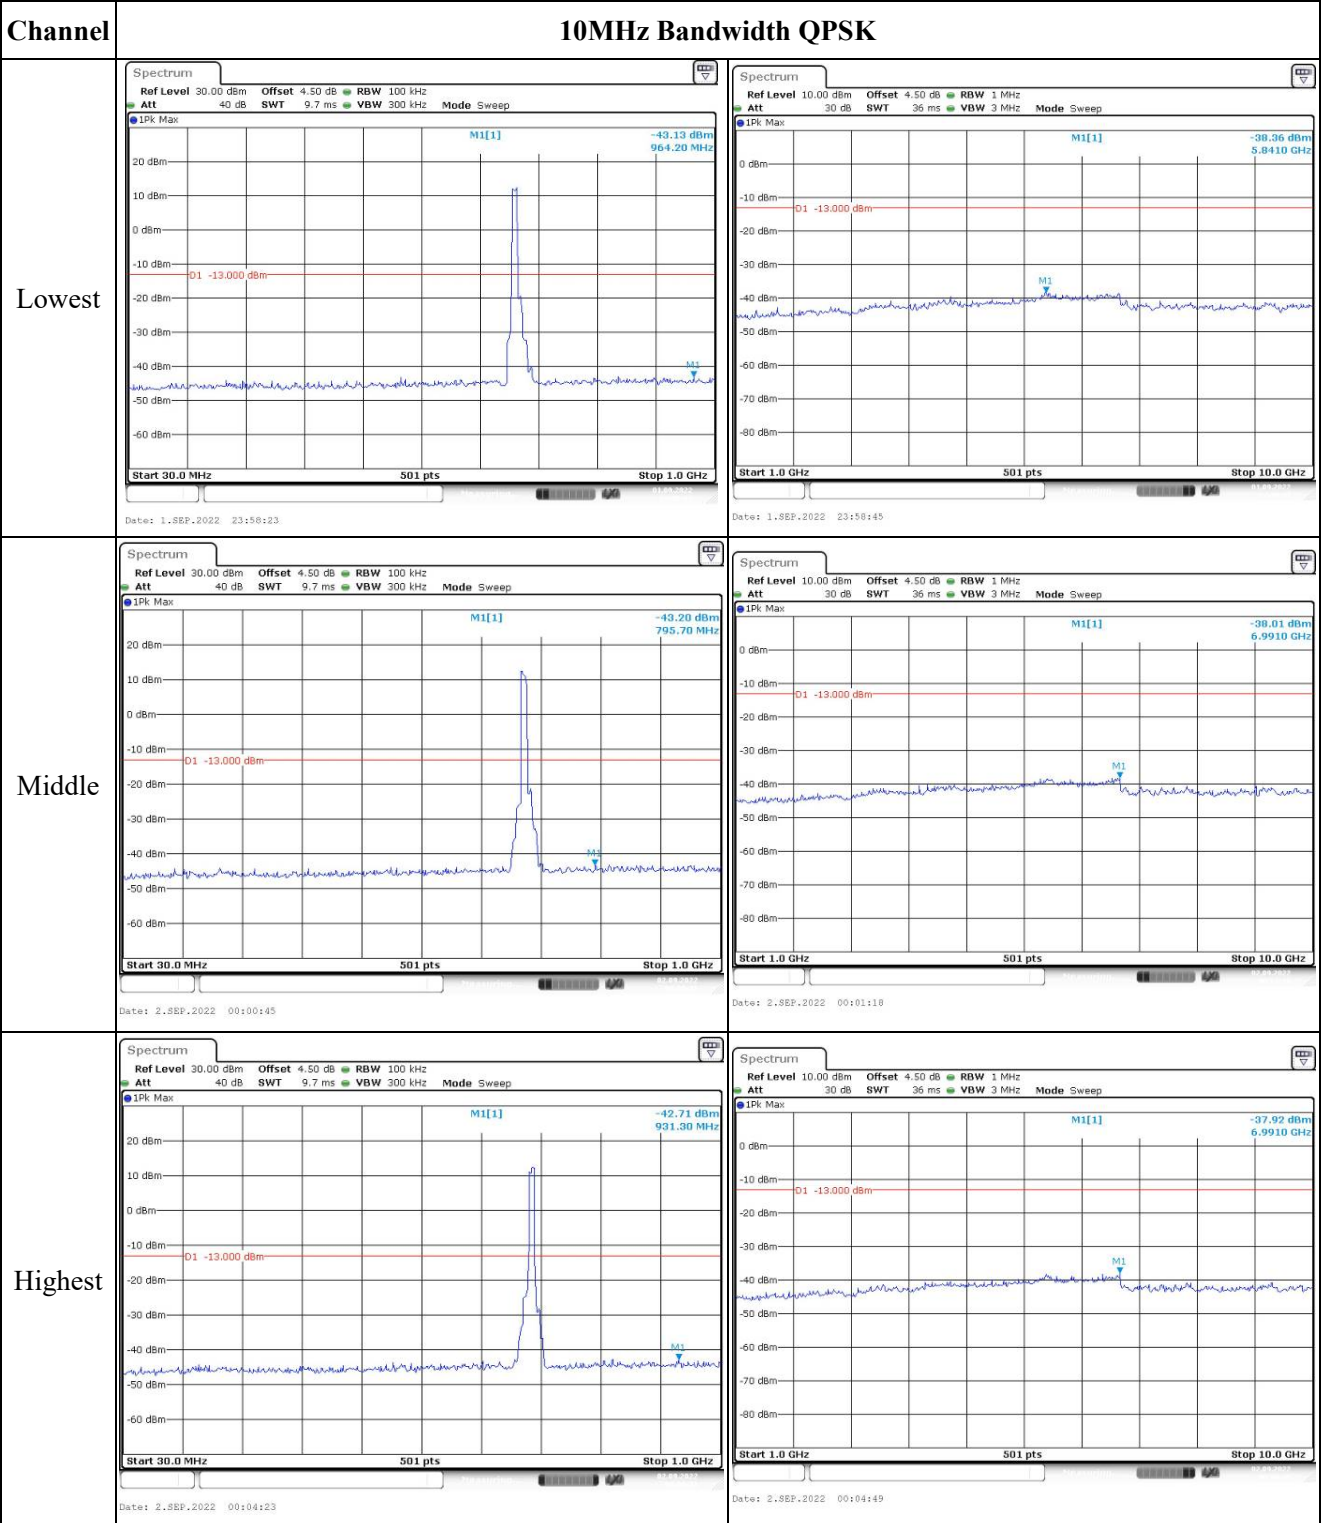 Channel 10MHz Bandwidth QPSK
Lowest
Spectrum
Ref Level 30.00 dBm Offset 4.50 dB RBW 100 kHz
Att 40 dB SWT 9.7 ms VBW 300 kHz Mode Sweep
1Pk Max
M1[1] -43.13 dBm
964.20 MHz
20 dBm
10 dBm
0 dBm
-10 dBm
D1 -13.000 dBm
-20 dBm
-30 dBm
-40 dBm
M1
-50 dBm
-60 dBm
Start 30.0 MHz 501 pts Stop 1.0 GHz
Date: 1.SEP.2022 23:58:23
Spectrum
Ref Level 10.00 dBm Offset 4.50 dB RBW 1 MHz
Att 30 dB SWT 36 ms VBW 3 MHz Mode Sweep
1Pk Max
M1[1] -38.36 dBm
5.8410 GHz
0 dBm
-10 dBm
D1 -13.000 dBm
-20 dBm
-30 dBm
M1
-40 dBm
-50 dBm
-60 dBm
-70 dBm
-80 dBm
Start 1.0 GHz 501 pts Stop 10.0 GHz
Date: 1.SEP.2022 23:58:45
Middle
Spectrum
Ref Level 30.00 dBm Offset 4.50 dB RBW 100 kHz
Att 40 dB SWT 9.7 ms VBW 300 kHz Mode Sweep
1Pk Max
M1[1] -43.20 dBm
795.70 MHz
20 dBm
10 dBm
0 dBm
-10 dBm
D1 -13.000 dBm
-20 dBm
-30 dBm
-40 dBm
M1
-50 dBm
-60 dBm
Start 30.0 MHz 501 pts Stop 1.0 GHz
Date: 2.SEP.2022 00:00:45
Spectrum
Ref Level 10.00 dBm Offset 4.50 dB RBW 1 MHz
Att 30 dB SWT 36 ms VBW 3 MHz Mode Sweep
1Pk Max
M1[1] -38.01 dBm
6.9910 GHz
0 dBm
-10 dBm
D1 -13.000 dBm
-20 dBm
-30 dBm
M1
-40 dBm
-50 dBm
-60 dBm
-70 dBm
-80 dBm
Start 1.0 GHz 501 pts Stop 10.0 GHz
Date: 2.SEP.2022 00:01:18
Highest
Spectrum
Ref Level 30.00 dBm Offset 4.50 dB RBW 100 kHz
Att 40 dB SWT 9.7 ms VBW 300 kHz Mode Sweep
1Pk Max
M1[1] -42.71 dBm
931.30 MHz
20 dBm
10 dBm
0 dBm
-10 dBm
D1 -13.000 dBm
-20 dBm
-30 dBm
-40 dBm
M1
-50 dBm
-60 dBm
Start 30.0 MHz 501 pts Stop 1.0 GHz
Date: 2.SEP.2022 00:04:23
Spectrum
Ref Level 10.00 dBm Offset 4.50 dB RBW 1 MHz
Att 30 dB SWT 36 ms VBW 3 MHz Mode Sweep
1Pk Max
M1[1] -37.92 dBm
6.9910 GHz
0 dBm
-10 dBm
D1 -13.000 dBm
-20 dBm
-30 dBm
M1
-40 dBm
-50 dBm
-60 dBm
-70 dBm
-80 dBm
Start 1.0 GHz 501 pts Stop 10.0 GHz
Date: 2.SEP.2022 00:04:49